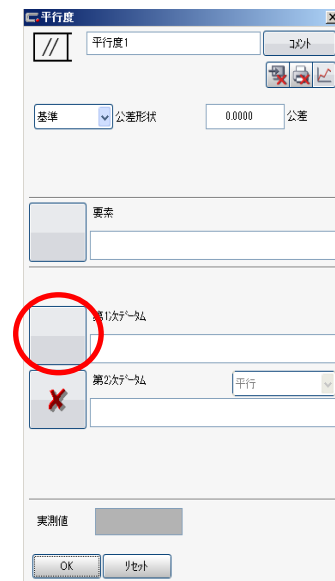 平行度
平行度1
コメント
基準
公差形状
0.0000
公差
要素
第1次データム
第2次データム
平行
実測値
OK
リセット